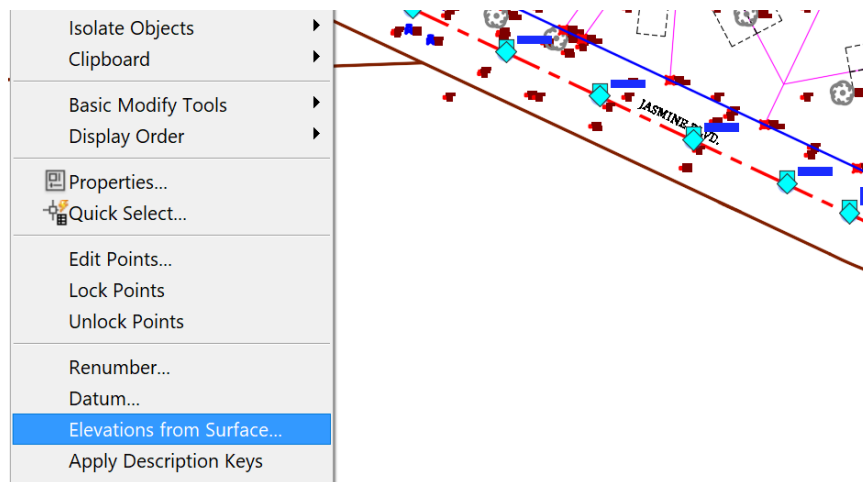 Isolate Objects
Clipboard
Basic Modify Tools
Display Order
Properties...
Quick Select...
Edit Points...
Lock Points
Unlock Points
Renumber...
Datum...
Elevations from Surface...
Apply Description Keys
JASMINE BLVD.